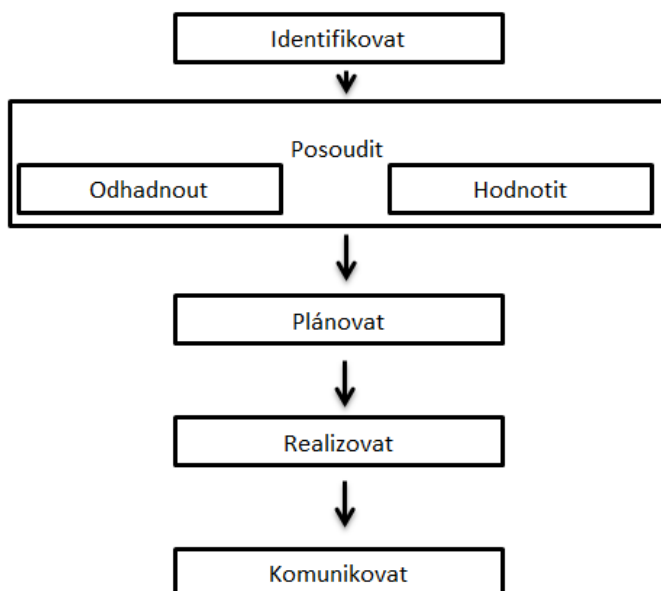 Identifikovat
Posoudit
Odhadnout
Hodnotit
Plánovat
Realizovat
Komunikovat